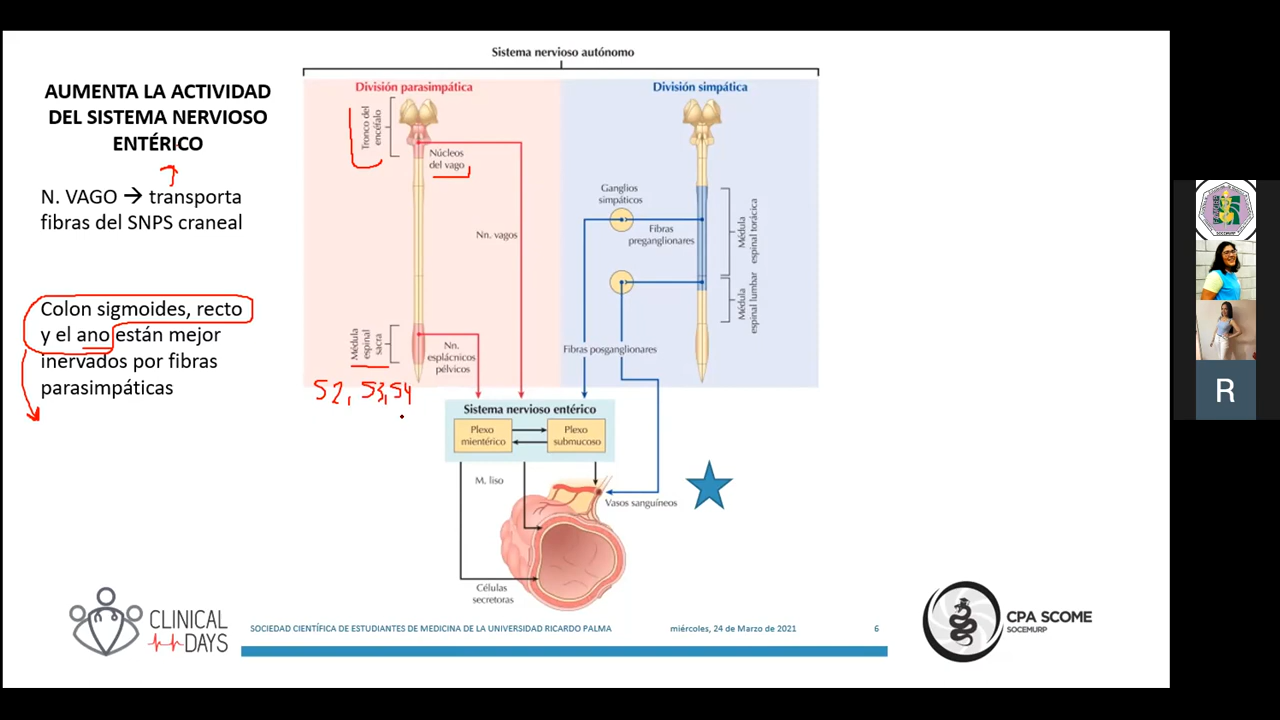 Sistema nervioso autónomo
AUMENTA LA ACTIVIDAD
DEL SISTEMA NERVIOSO
ENTÉRICO
N. VAGO → transporta
fibras del SNPS craneal
Colon sigmoides, recto
y el ano están mejor
inervados por fibras
parasimpáticas
División parasimpática
Tronco del
encéfalo
Núcleos
del vago
Nn. vagos
Médula
espinal
sacra
Nn.
esplácnicos
pélvicos
S2, S3, S4
División simpática
Ganglios
simpáticos
Fibras
preganglionares
Médula
espinal torácica
Médula
espinal lumbar
Fibras posganglionares
Sistema nervioso entérico
Plexo
mientérico
Plexo
submucoso
M. liso
Vasos sanguíneos
Células
secretoras
CLINICAL
DAYS
SOCIEDAD CIENTÍFICA DE ESTUDIANTES DE MEDICINA DE LA UNIVERSIDAD RICARDO PALMA
miércoles, 24 de Marzo de 2021
6
CPA SCOME
SOCEMURP
R